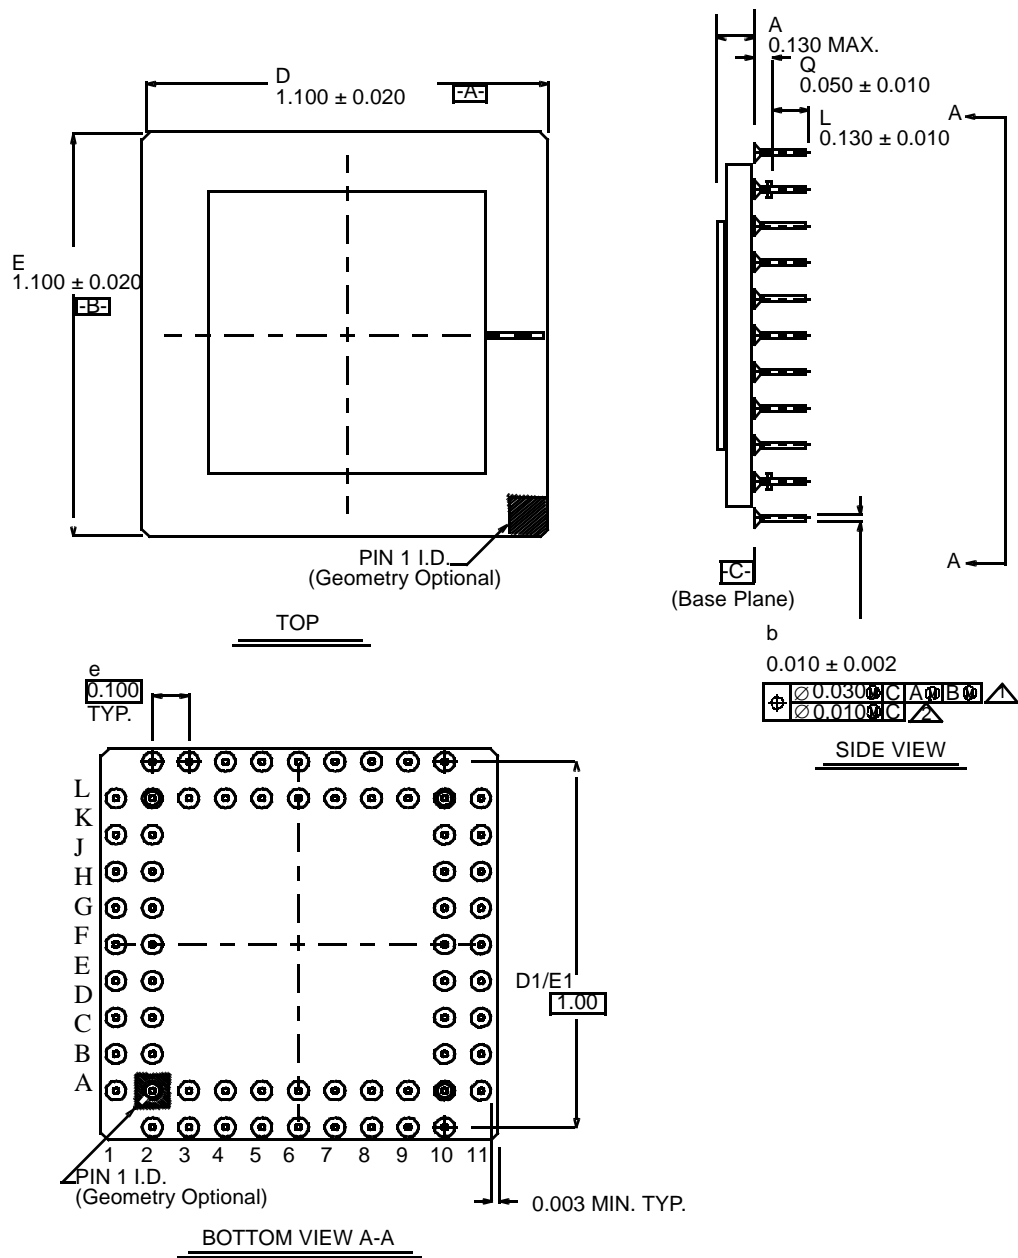 D
1.100 ± 0.020
-A-
E
1.100 ± 0.020
-B-
PIN 1 I.D.
(Geometry Optional)
TOP
A
0.130 MAX.
Q
0.050 ± 0.010
L
0.130 ± 0.010
A
A
-C-
(Base Plane)
b
0.010 ± 0.002
⌖ ∅ 0.030 Ⓜ C A Ⓜ B Ⓜ 1
∅ 0.010 Ⓜ C 2
SIDE VIEW
e
0.100
TYP.
L
K
J
H
G
F
E
D
C
B
A
1 2 3 4 5 6 7 8 9 10 11
D1/E1
1.00
PIN 1 I.D.
(Geometry Optional)
0.003 MIN. TYP.
BOTTOM VIEW A-A